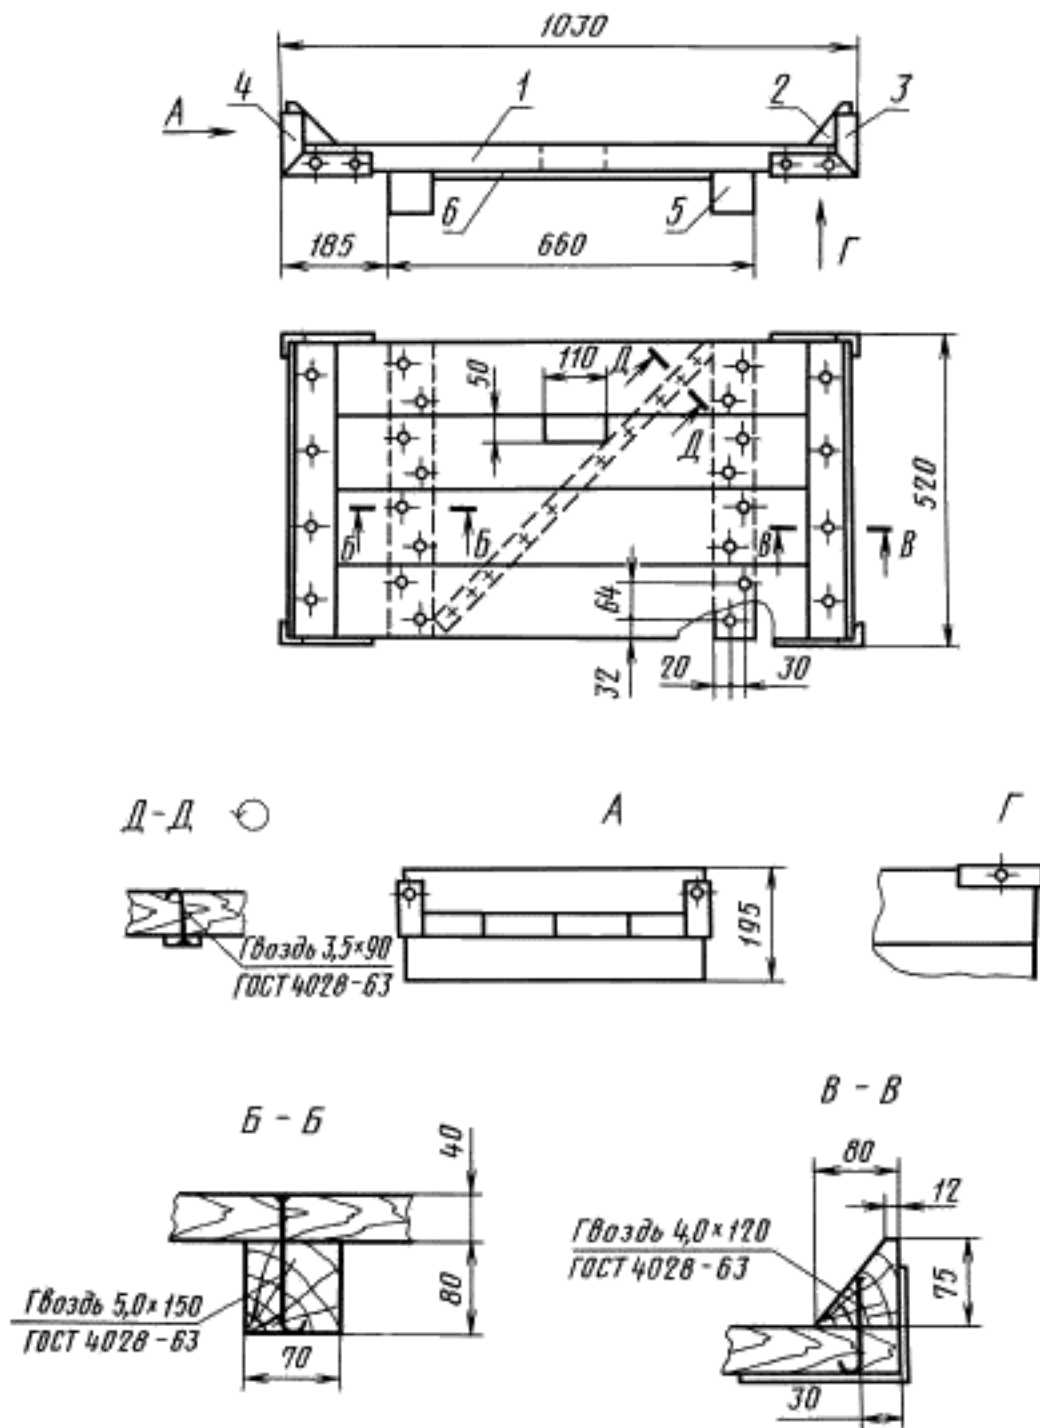 1030
4
1
2
3
А
6
5
185
660
Г
50
110
Д
Д
520
Б
Б
В
В
64
32
20
30
Д-Д
А
Г
195
Гвоздь 3,5×90
ГОСТ 4028-63
Б - Б
В - В
40
80
12
Гвоздь 4,0×120
ГОСТ 4028-63
75
80
Гвоздь 5,0×150
ГОСТ 4028-63
70
30